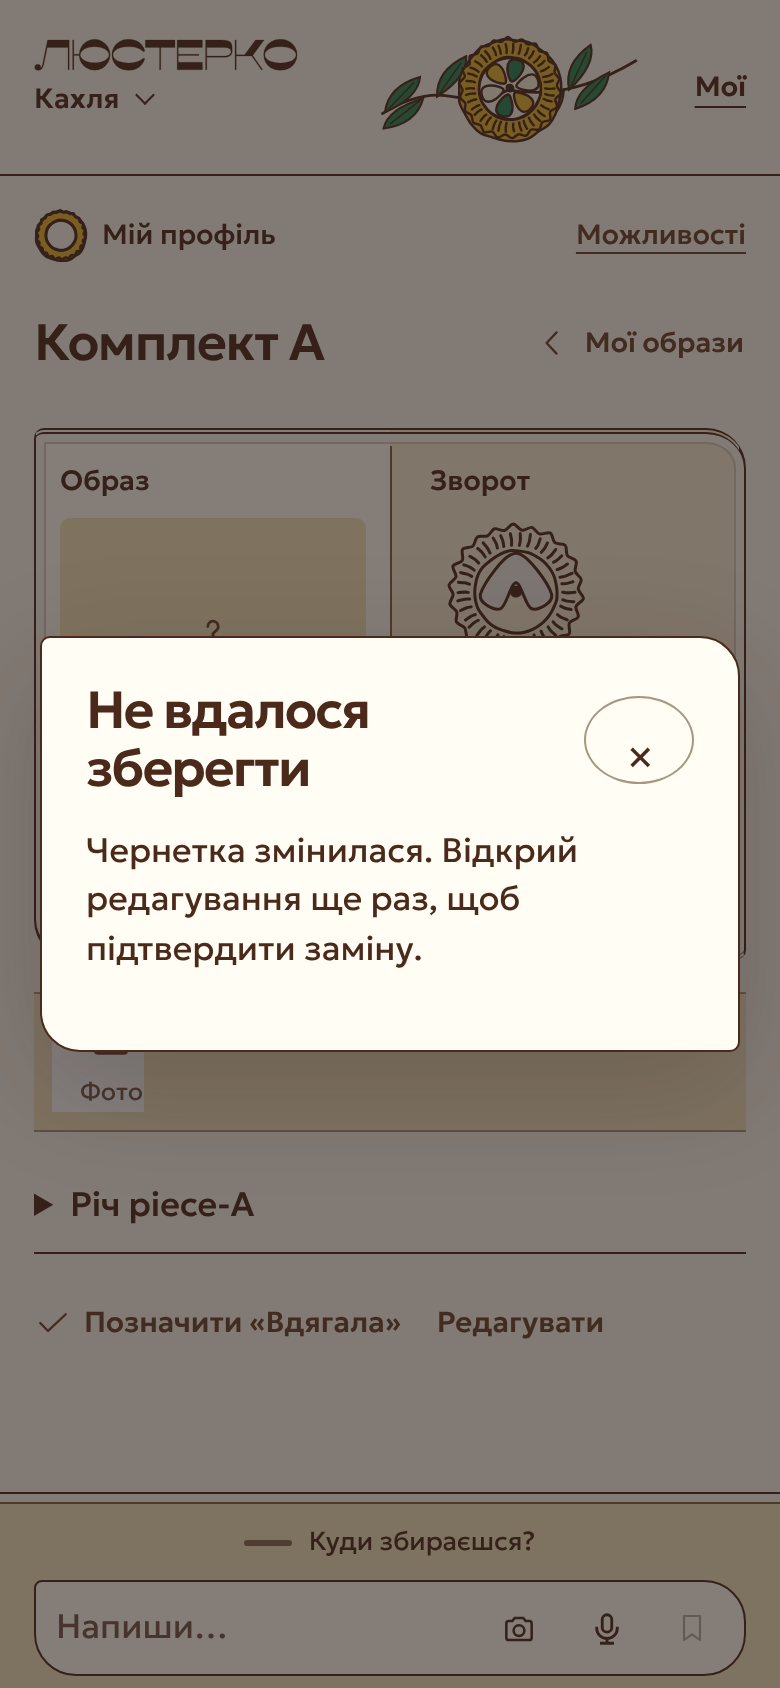 ЛЮСТЕРКО
Кахля
Мої
Мій профіль
Можливості
Комплект А
Мої образи
Образ
Зворот
?
Не вдалося
зберегти
Чернетка змінилася. Відкрий
редагування ще раз, щоб
підтвердити заміну.
Фото
Річ piece-A
Позначити «Вдягала»
Редагувати
Куди збираєшся?
Напиши...